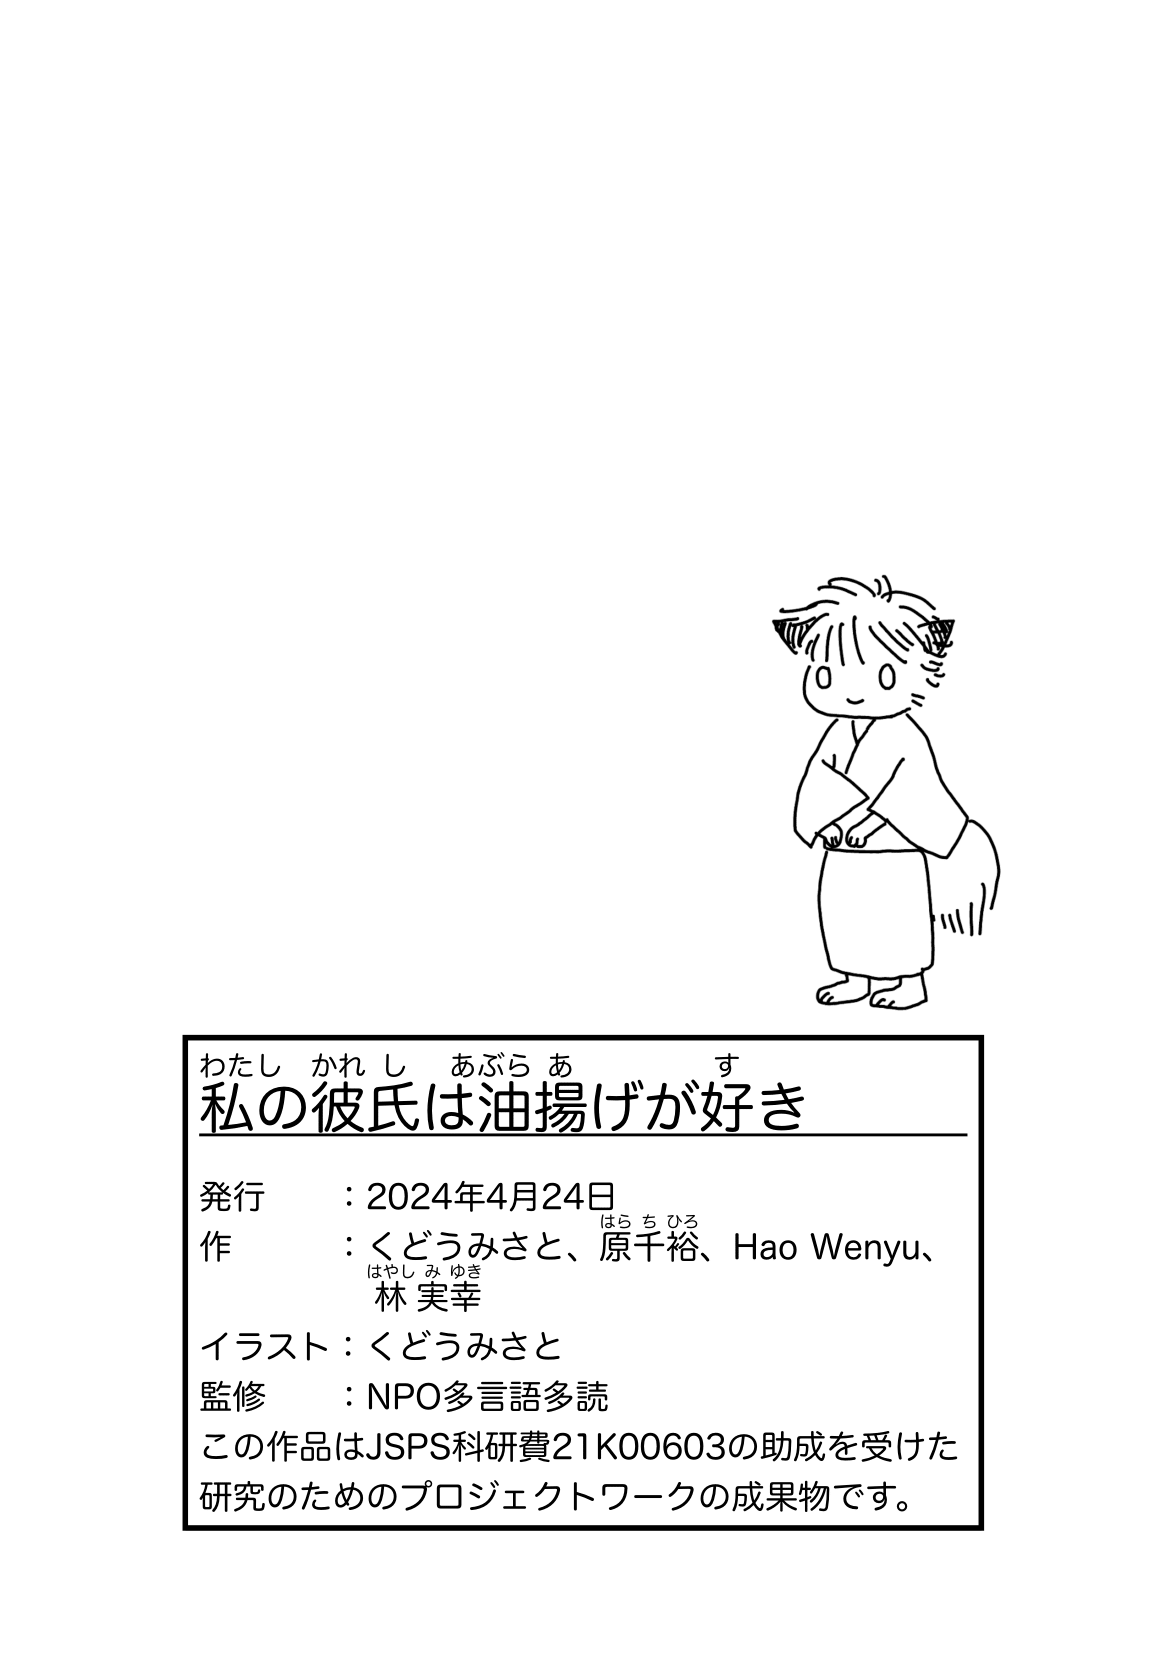 わたし かれ し あぶら あ す
私の彼氏は油揚げが好き
発行 ：2024年4月24日
はら ち ひろ
作 ：くどうみさと、原千裕、Hao Wenyu、
はやし み ゆき
林 実幸
イラスト：くどうみさと
監修 ：NPO多言語多読
この作品はJSPS科研費21K00603の助成を受けた
研究のためのプロジェクトワークの成果物です。